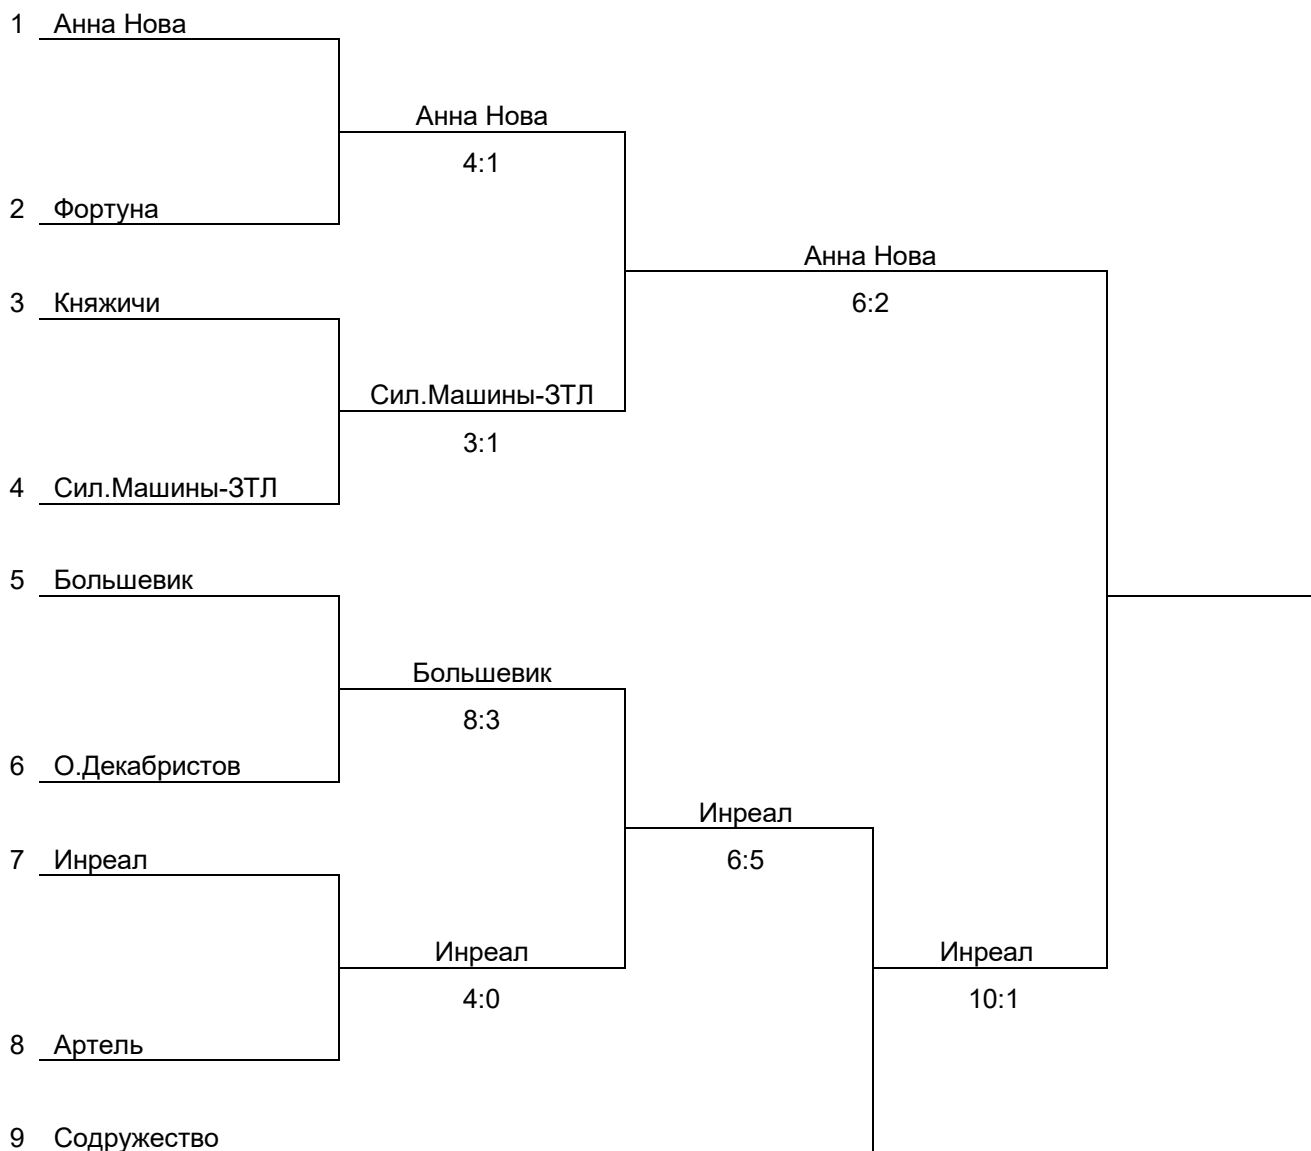 1 Анна Нова
Анна Нова
4:1
2 Фортуна
Анна Нова
6:2
3 Княжичи
Сил.Машины-ЗТЛ
3:1
4 Сил.Машины-ЗТЛ
5 Большевик
Большевик
8:3
6 О.Декабристов
Инреал
6:5
7 Инреал
Инреал
4:0
Инреал
10:1
8 Артель
9 Содружество